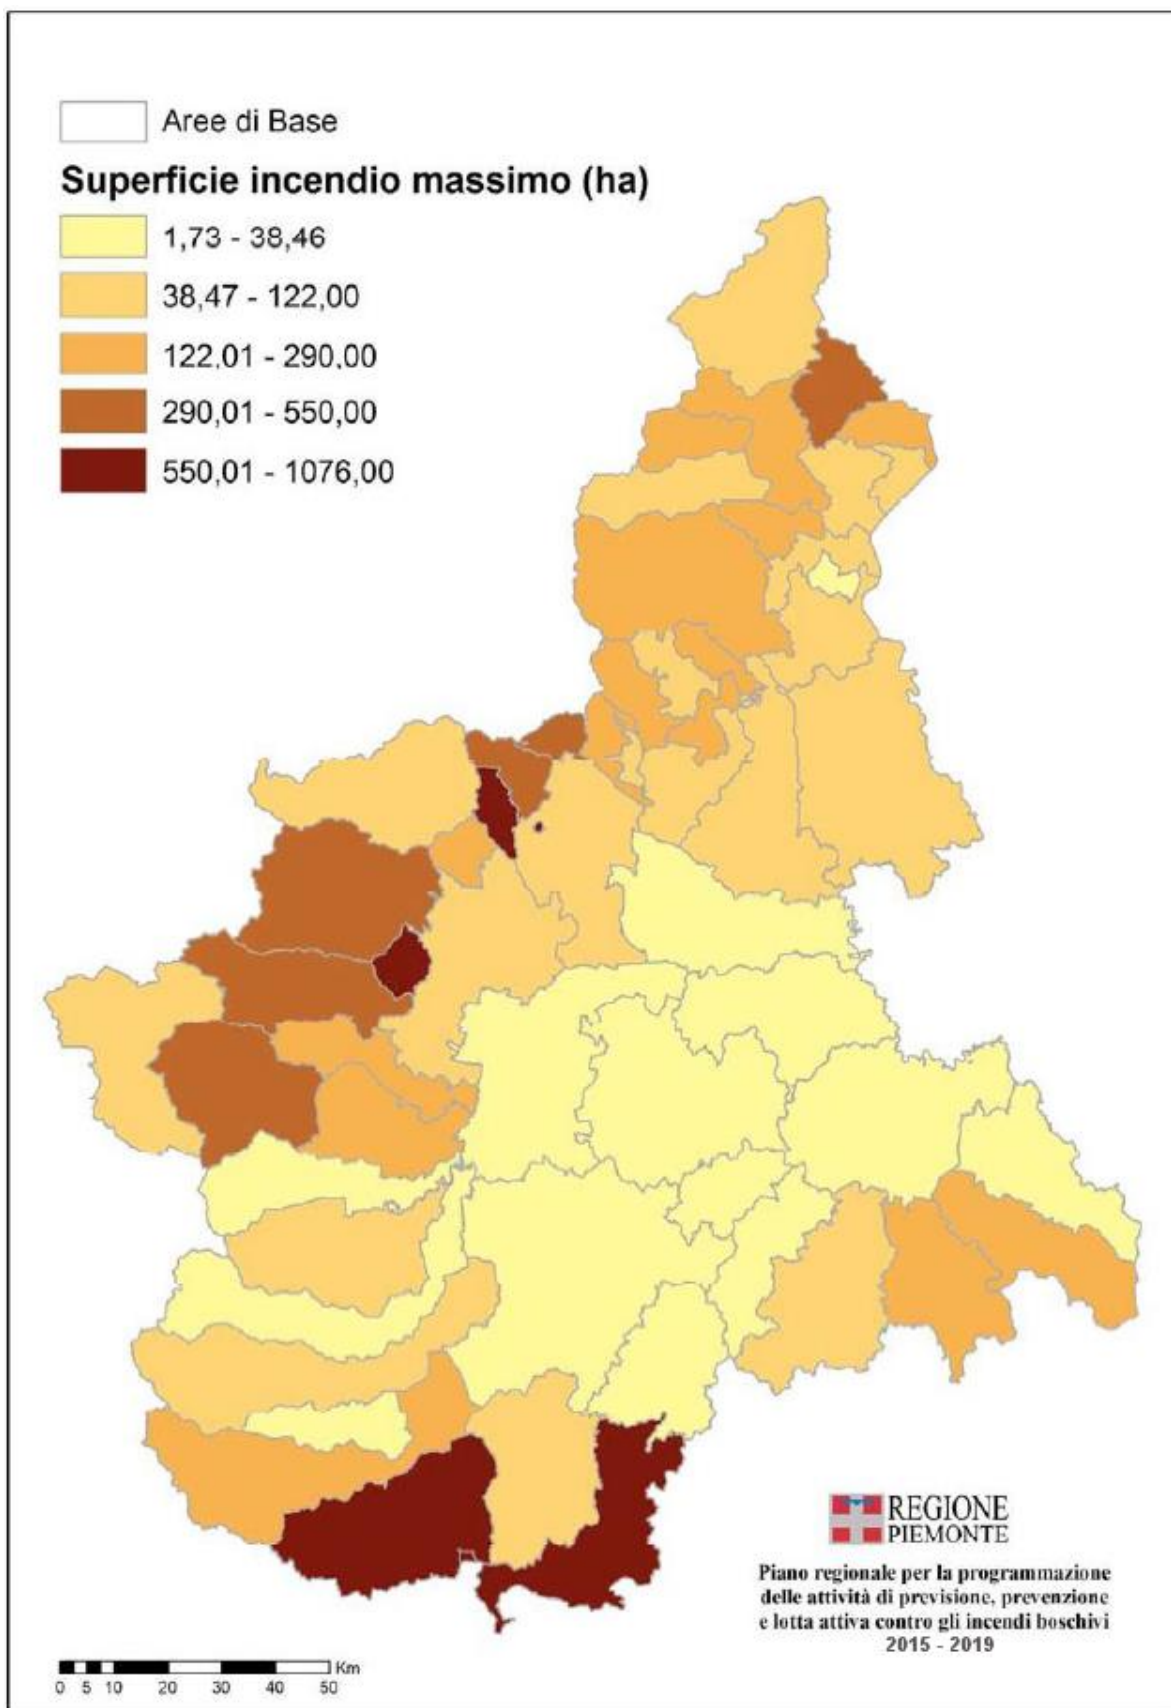 Aree di Base
Superficie incendio massimo (ha)
1,73 - 38,46
38,47 - 122,00
122,01 - 290,00
290,01 - 550,00
550,01 - 1076,00
REGIONE
PIEMONTE
Piano regionale per la programmazione
delle attività di previsione, prevenzione
e lotta attiva contro gli incendi boschivi
2015 - 2019
Km
0 5 10 20 30 40 50